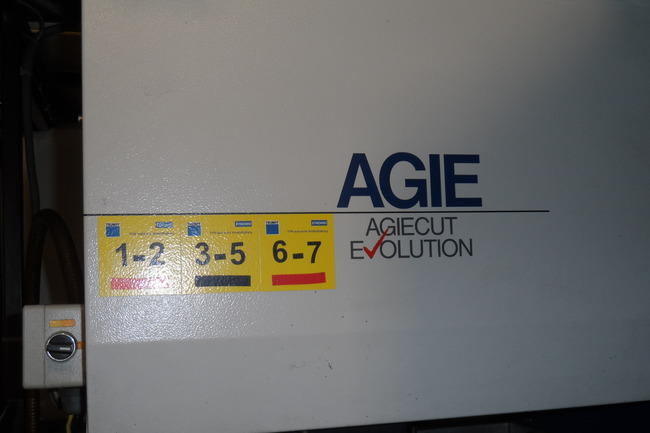 AGIE
AGIECUT
EVOLUTION
1-2
3-5
6-7